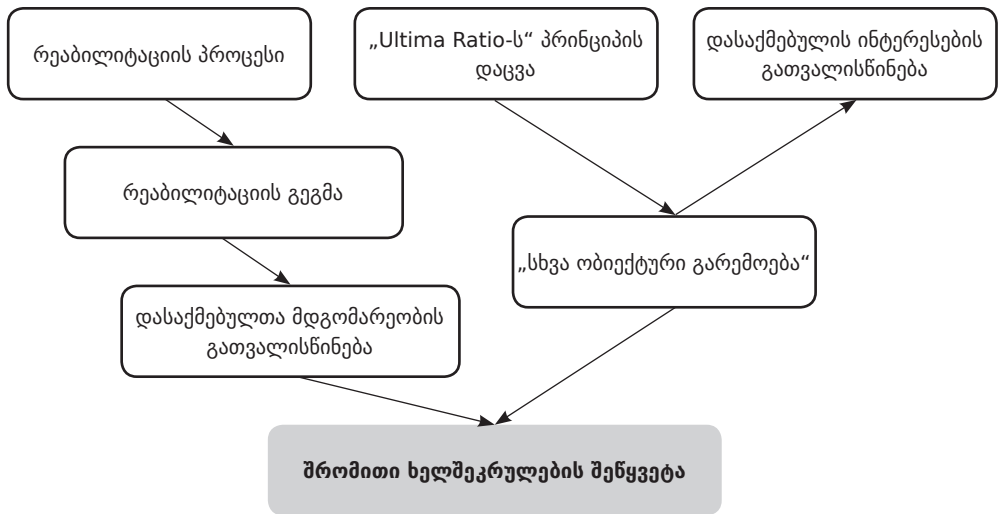 რეაბილიტაციის პროცესი
„Ultima Ratio-ს“ პრინციპის
დაცვა
დასაქმებულის ინტერესების
გათვალისწინება
რეაბილიტაციის გეგმა
„სხვა ობიექტური გარემოება“
დასაქმებულთა მდგომარეობის
გათვალისწინება
შრომითი ხელშეკრულების შეწყვეტა